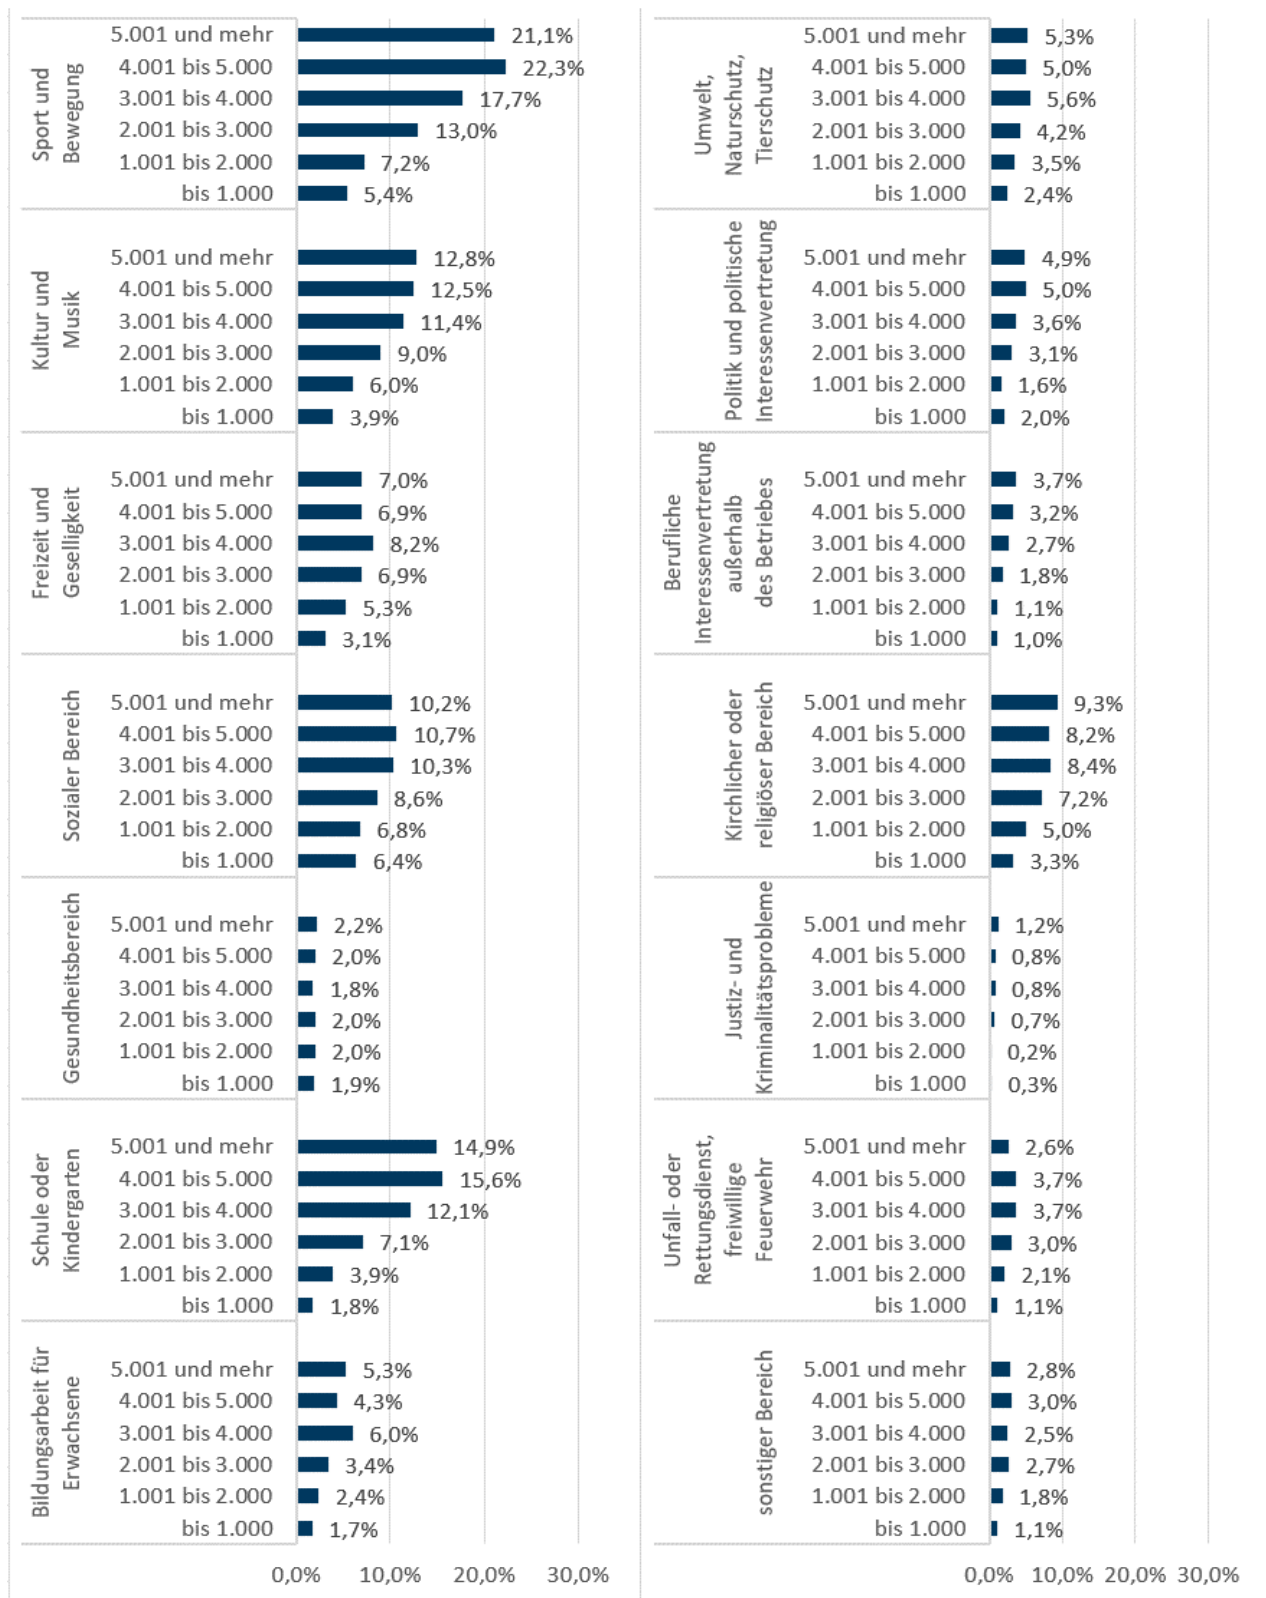 Sport und
Bewegung
5.001 und mehr 21,1%
4.001 bis 5.000 22,3%
3.001 bis 4.000 17,7%
2.001 bis 3.000 13,0%
1.001 bis 2.000 7,2%
bis 1.000 5,4%
Kultur und
Musik
5.001 und mehr 12,8%
4.001 bis 5.000 12,5%
3.001 bis 4.000 11,4%
2.001 bis 3.000 9,0%
1.001 bis 2.000 6,0%
bis 1.000 3,9%
Freizeit und
Geselligkeit
5.001 und mehr 7,0%
4.001 bis 5.000 6,9%
3.001 bis 4.000 8,2%
2.001 bis 3.000 6,9%
1.001 bis 2.000 5,3%
bis 1.000 3,1%
Sozialer Bereich
5.001 und mehr 10,2%
4.001 bis 5.000 10,7%
3.001 bis 4.000 10,3%
2.001 bis 3.000 8,6%
1.001 bis 2.000 6,8%
bis 1.000 6,4%
Gesundheitsbereich
5.001 und mehr 2,2%
4.001 bis 5.000 2,0%
3.001 bis 4.000 1,8%
2.001 bis 3.000 2,0%
1.001 bis 2.000 2,0%
bis 1.000 1,9%
Schule oder
Kindergarten
5.001 und mehr 14,9%
4.001 bis 5.000 15,6%
3.001 bis 4.000 12,1%
2.001 bis 3.000 7,1%
1.001 bis 2.000 3,9%
bis 1.000 1,8%
Bildungsarbeit für
Erwachsene
5.001 und mehr 5,3%
4.001 bis 5.000 4,3%
3.001 bis 4.000 6,0%
2.001 bis 3.000 3,4%
1.001 bis 2.000 2,4%
bis 1.000 1,7%
0,0% 10,0% 20,0% 30,0%
Umwelt,
Naturschutz,
Tierschutz
5.001 und mehr 5,3%
4.001 bis 5.000 5,0%
3.001 bis 4.000 5,6%
2.001 bis 3.000 4,2%
1.001 bis 2.000 3,5%
bis 1.000 2,4%
Politik und politische
Interessenvertretung
5.001 und mehr 4,9%
4.001 bis 5.000 5,0%
3.001 bis 4.000 3,6%
2.001 bis 3.000 3,1%
1.001 bis 2.000 1,6%
bis 1.000 2,0%
Berufliche
Interessenvertretung
außerhalb
des Betriebes
5.001 und mehr 3,7%
4.001 bis 5.000 3,2%
3.001 bis 4.000 2,7%
2.001 bis 3.000 1,8%
1.001 bis 2.000 1,1%
bis 1.000 1,0%
Kirchlicher oder
religiöser Bereich
5.001 und mehr 9,3%
4.001 bis 5.000 8,2%
3.001 bis 4.000 8,4%
2.001 bis 3.000 7,2%
1.001 bis 2.000 5,0%
bis 1.000 3,3%
Justiz- und
Kriminalitätsprobleme
5.001 und mehr 1,2%
4.001 bis 5.000 0,8%
3.001 bis 4.000 0,8%
2.001 bis 3.000 0,7%
1.001 bis 2.000 0,2%
bis 1.000 0,3%
Unfall- oder
Rettungsdienst,
freiwillige
Feuerwehr
5.001 und mehr 2,6%
4.001 bis 5.000 3,7%
3.001 bis 4.000 3,7%
2.001 bis 3.000 3,0%
1.001 bis 2.000 2,1%
bis 1.000 1,1%
sonstiger Bereich
5.001 und mehr 2,8%
4.001 bis 5.000 3,0%
3.001 bis 4.000 2,5%
2.001 bis 3.000 2,7%
1.001 bis 2.000 1,8%
bis 1.000 1,1%
0,0% 10,0% 20,0% 30,0%